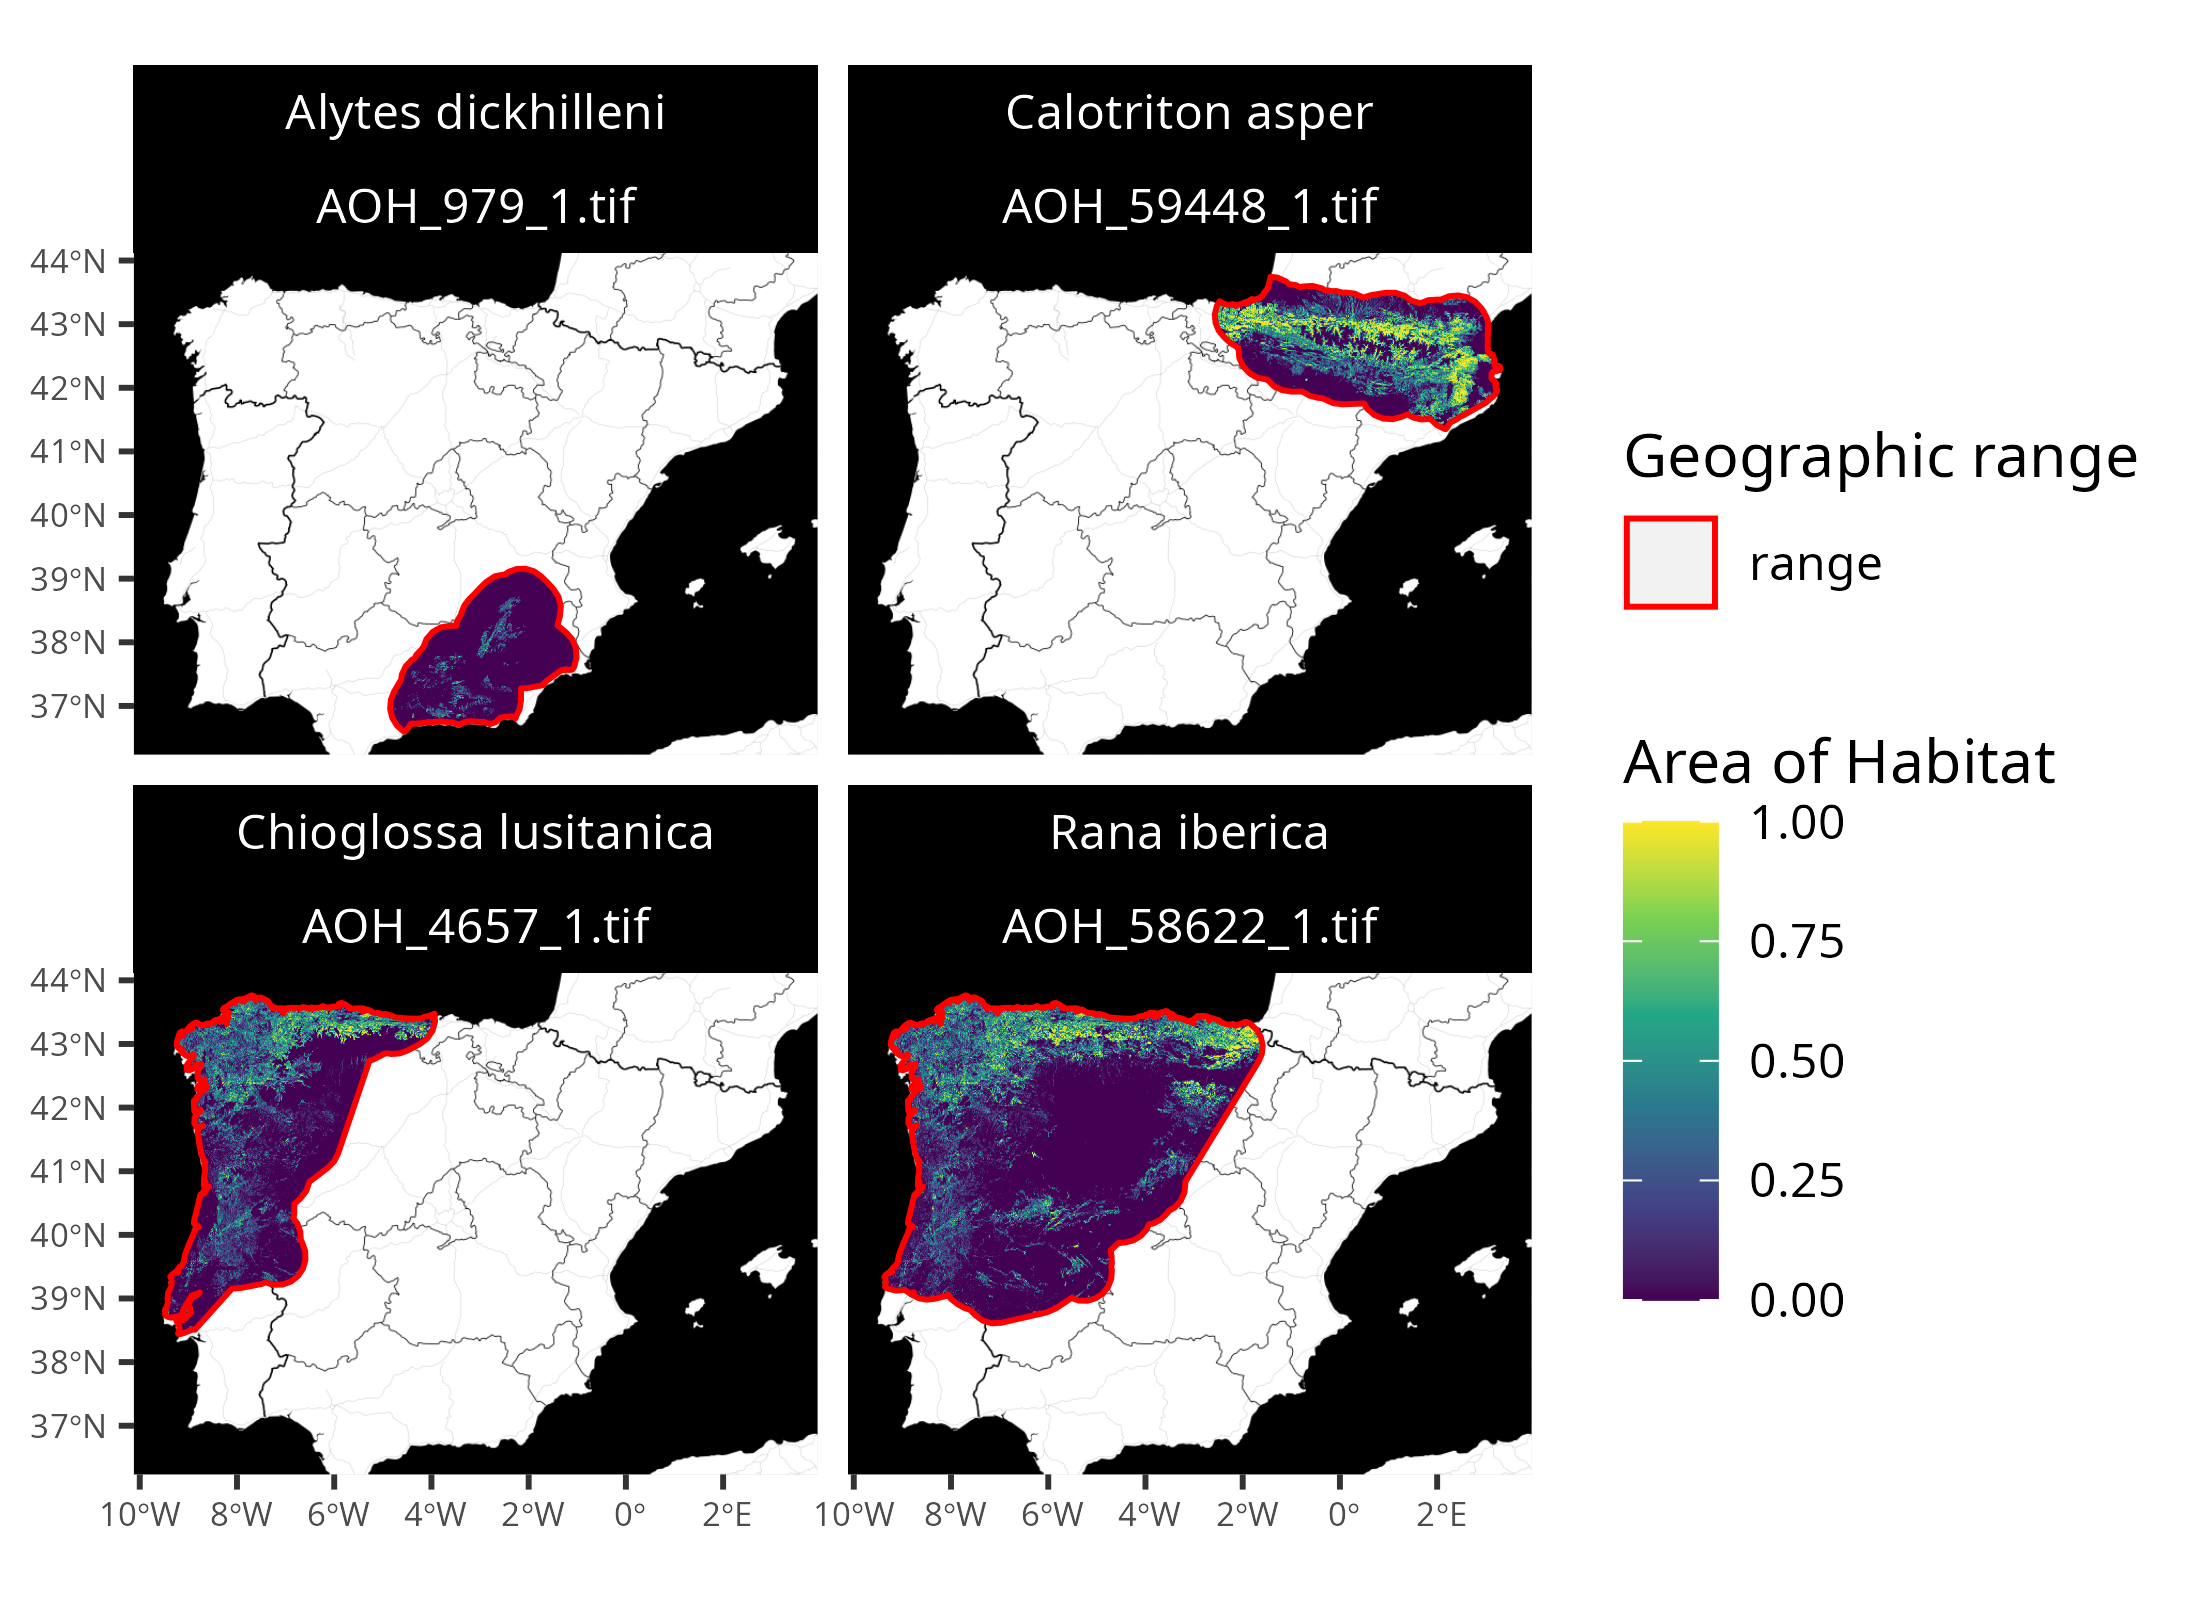 Alytes dickhilleni
AOH_979_1.tif
Calotriton asper
AOH_59448_1.tif
44°N
43°N
42°N
41°N
40°N
39°N
38°N
37°N
Chioglossa lusitanica
AOH_4657_1.tif
Rana iberica
AOH_58622_1.tif
44°N
43°N
42°N
41°N
40°N
39°N
38°N
37°N
10°W 8°W 6°W 4°W 2°W 0° 2°E
10°W 8°W 6°W 4°W 2°W 0° 2°E
Geographic range
range
Area of Habitat
1.00
0.75
0.50
0.25
0.00